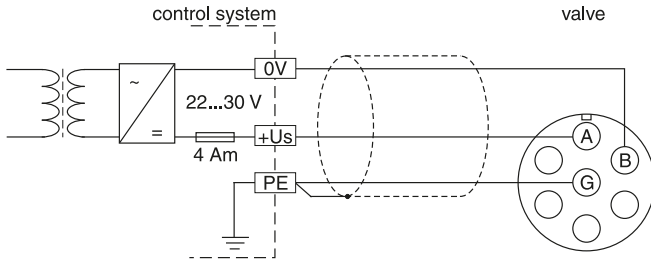 control system
valve
0V
~
22...30 V
=
4 Am
+Us
A
B
PE
G